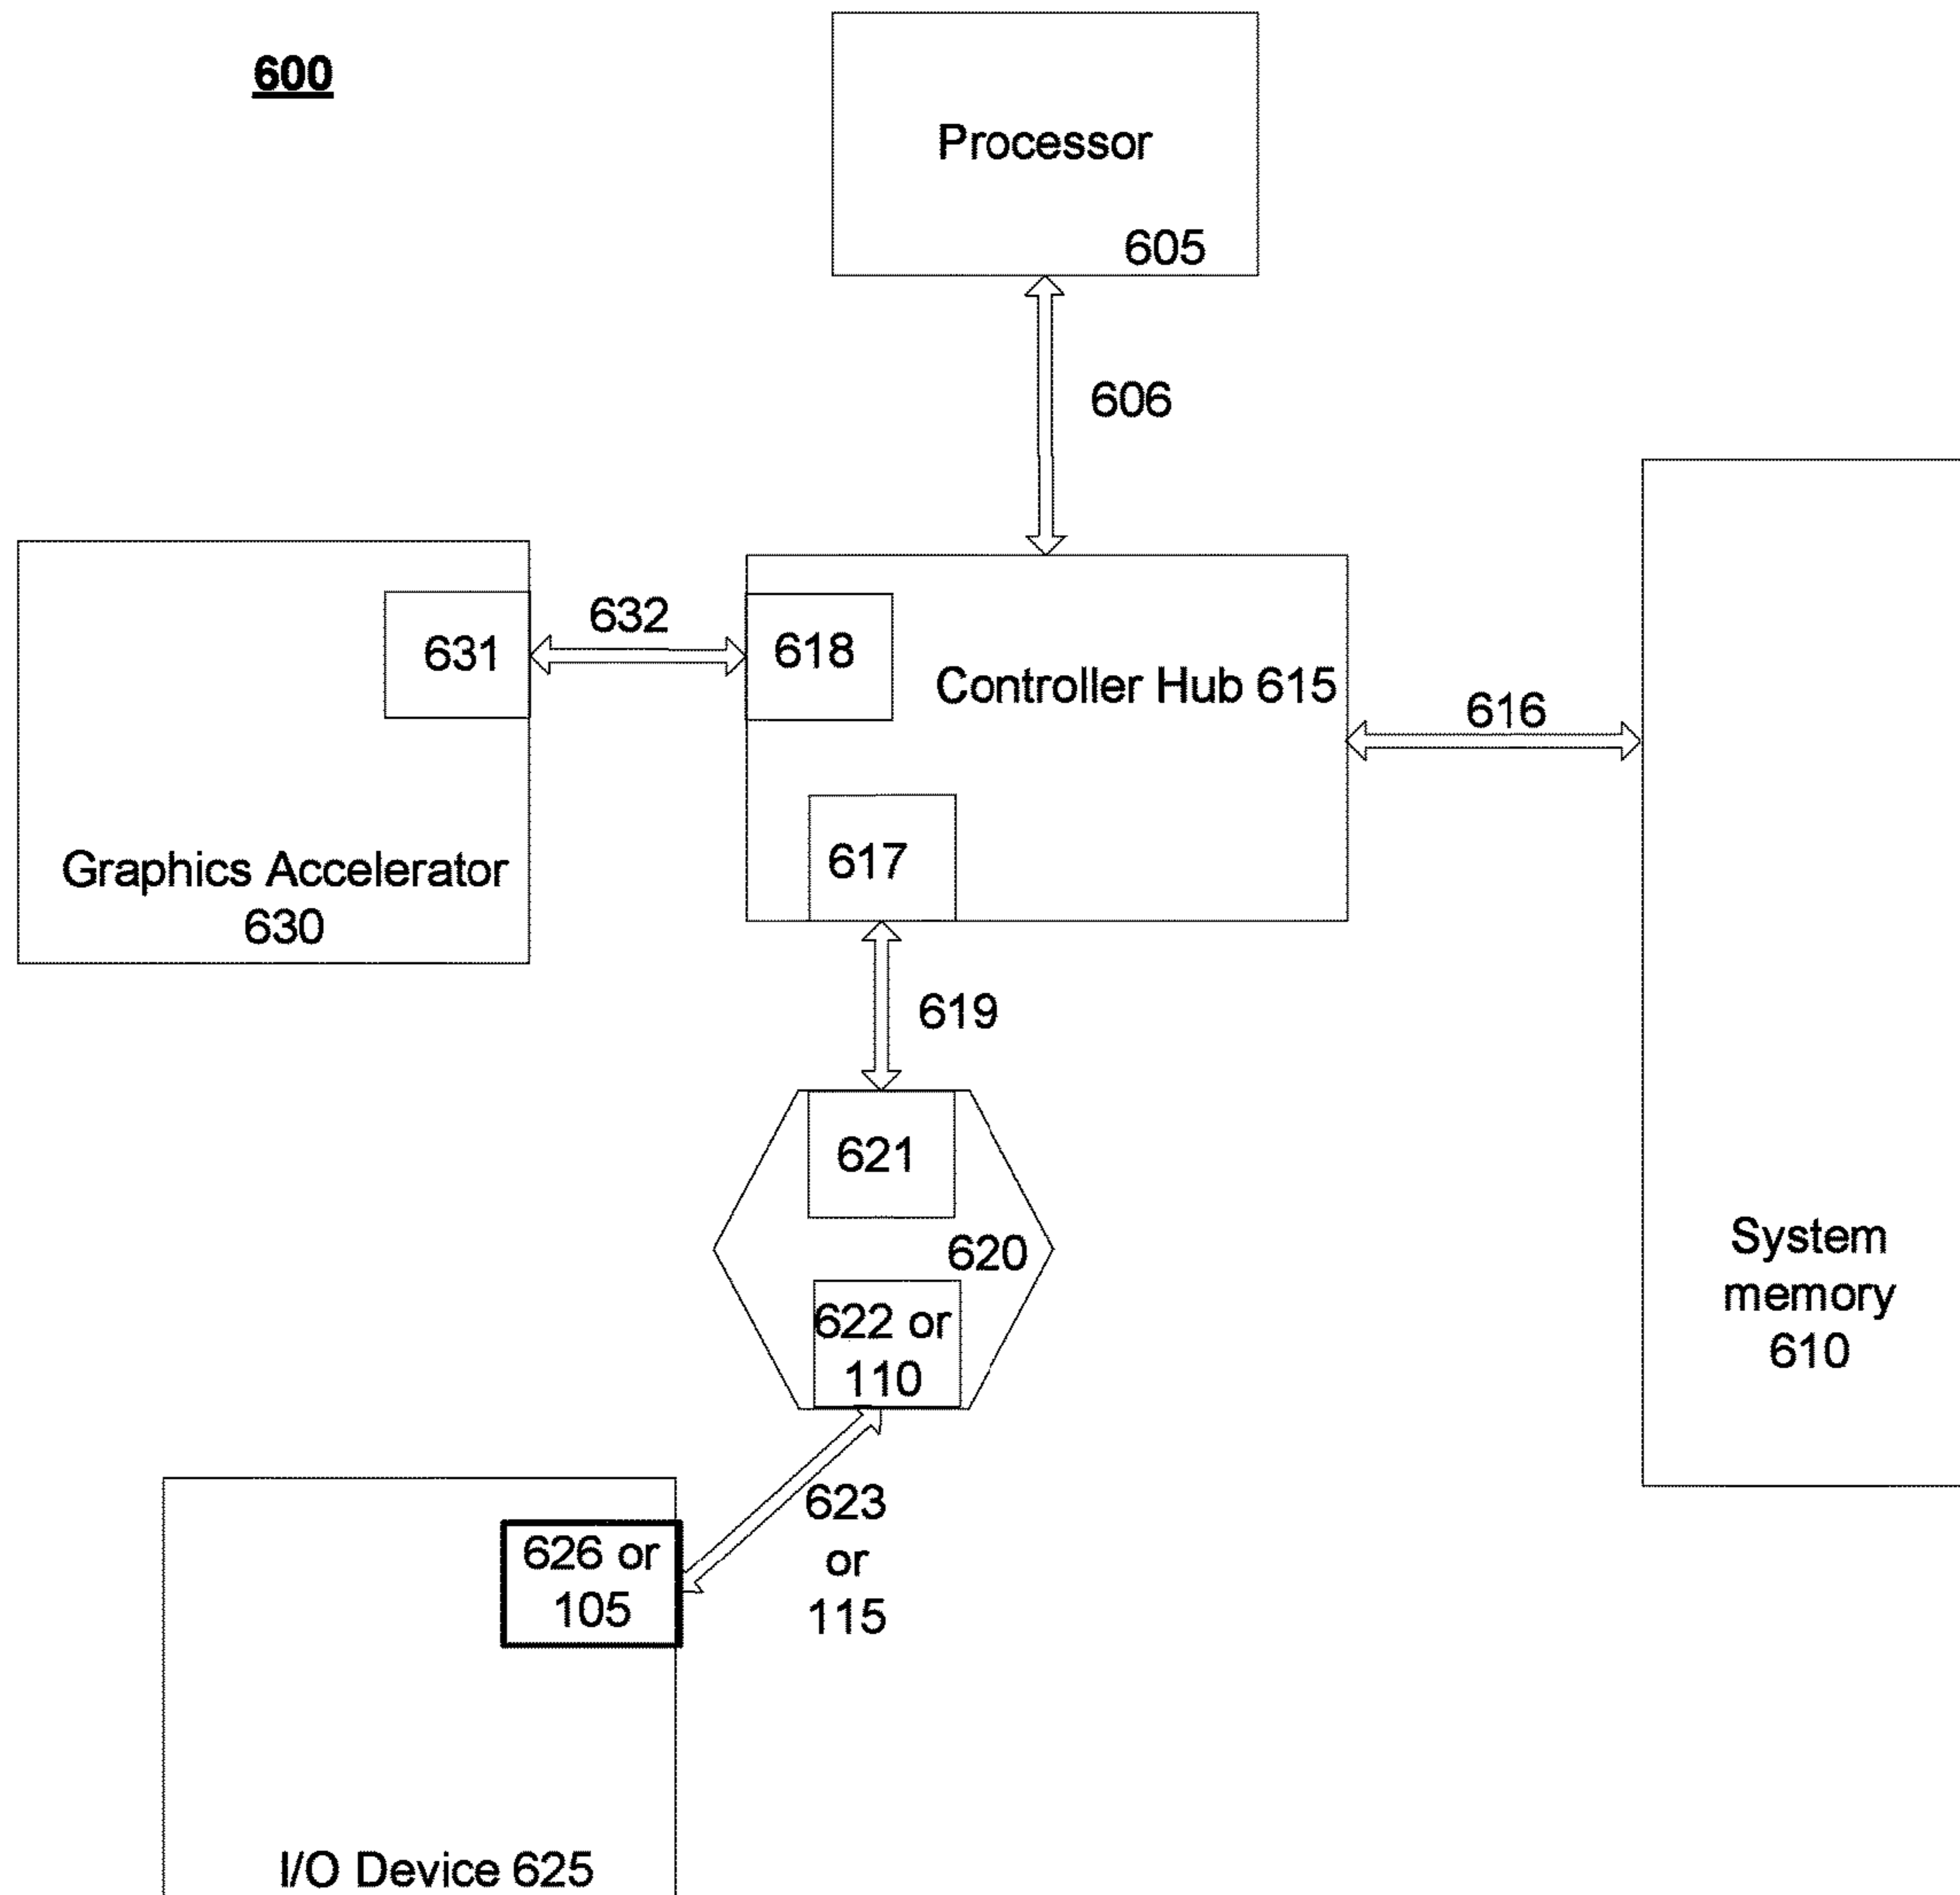 600
Processor
605
606
631
632
618
Controller Hub 615
616
617
Graphics Accelerator
630
619
621
620
622 or
110
System
memory
610
623
or
115
626 or
105
I/O Device 625